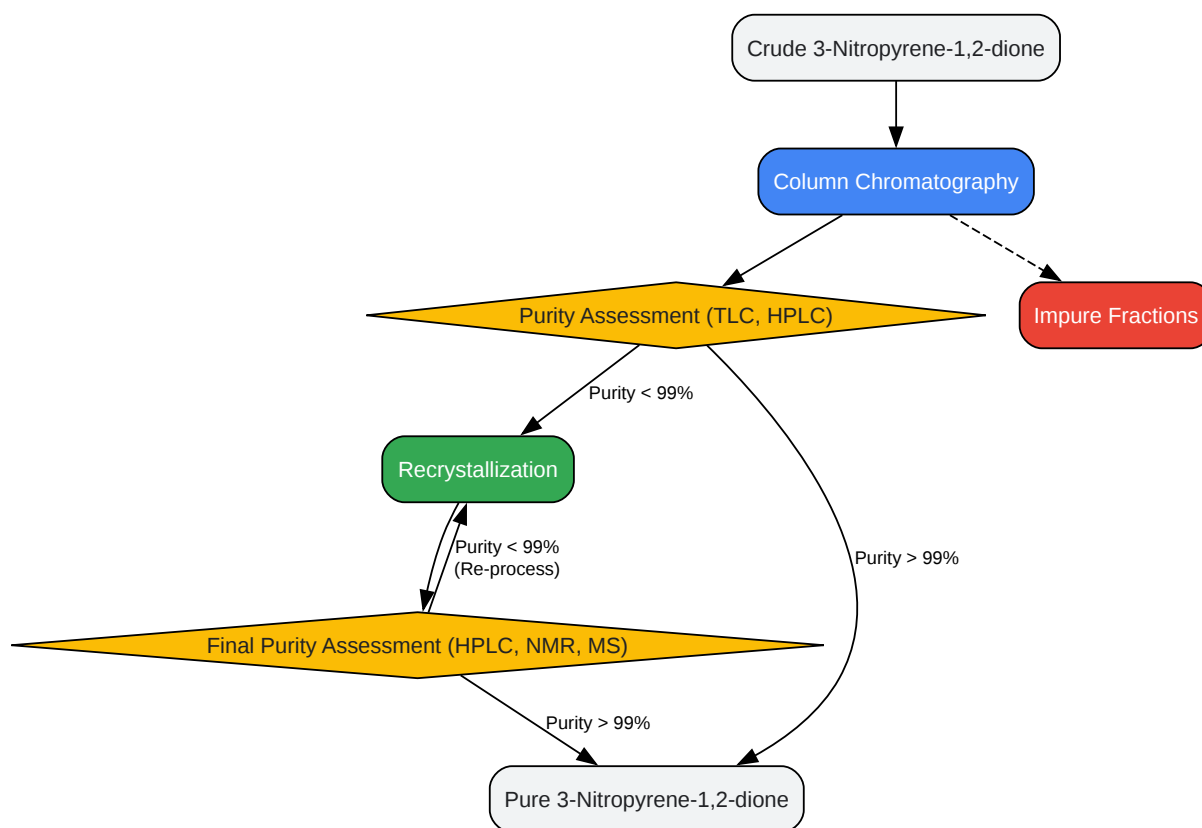 Crude 3-Nitropyrene-1,2-dione
Column Chromatography
Purity Assessment (TLC, HPLC)
Impure Fractions
Purity < 99%
Recrystallization
Purity < 99%
(Re-process)
Purity > 99%
Final Purity Assessment (HPLC, NMR, MS)
Purity > 99%
Pure 3-Nitropyrene-1,2-dione